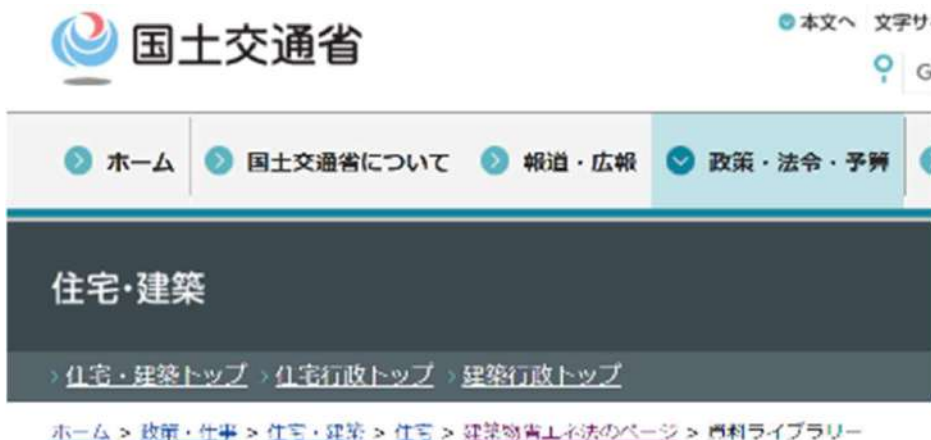 本文へ 文字サ
国土交通省
G
ホーム 国土交通省について 報道・広報 政策・法令・予算
住宅・建築
住宅・建築トップ 住宅行政トップ 建築行政トップ
ホーム > 政策・仕事 > 住宅・建築 > 住宅 > 建築物省エネ法のページ > 資料ライブラリー